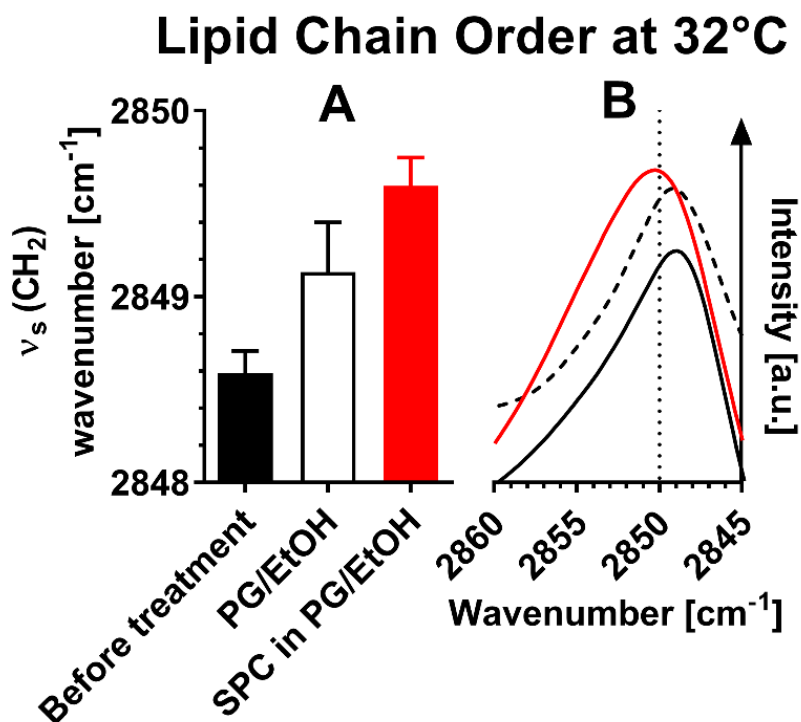 Lipid Chain Order at 32°C
A
B
ν_s (CH₂)
wavenumber [cm⁻¹]
2850
2849
2848
Before treatment
PG/EtOH
SPC in PG/EtOH
Intensity [a.u.]
2860
2855
2850
2845
Wavenumber [cm⁻¹]